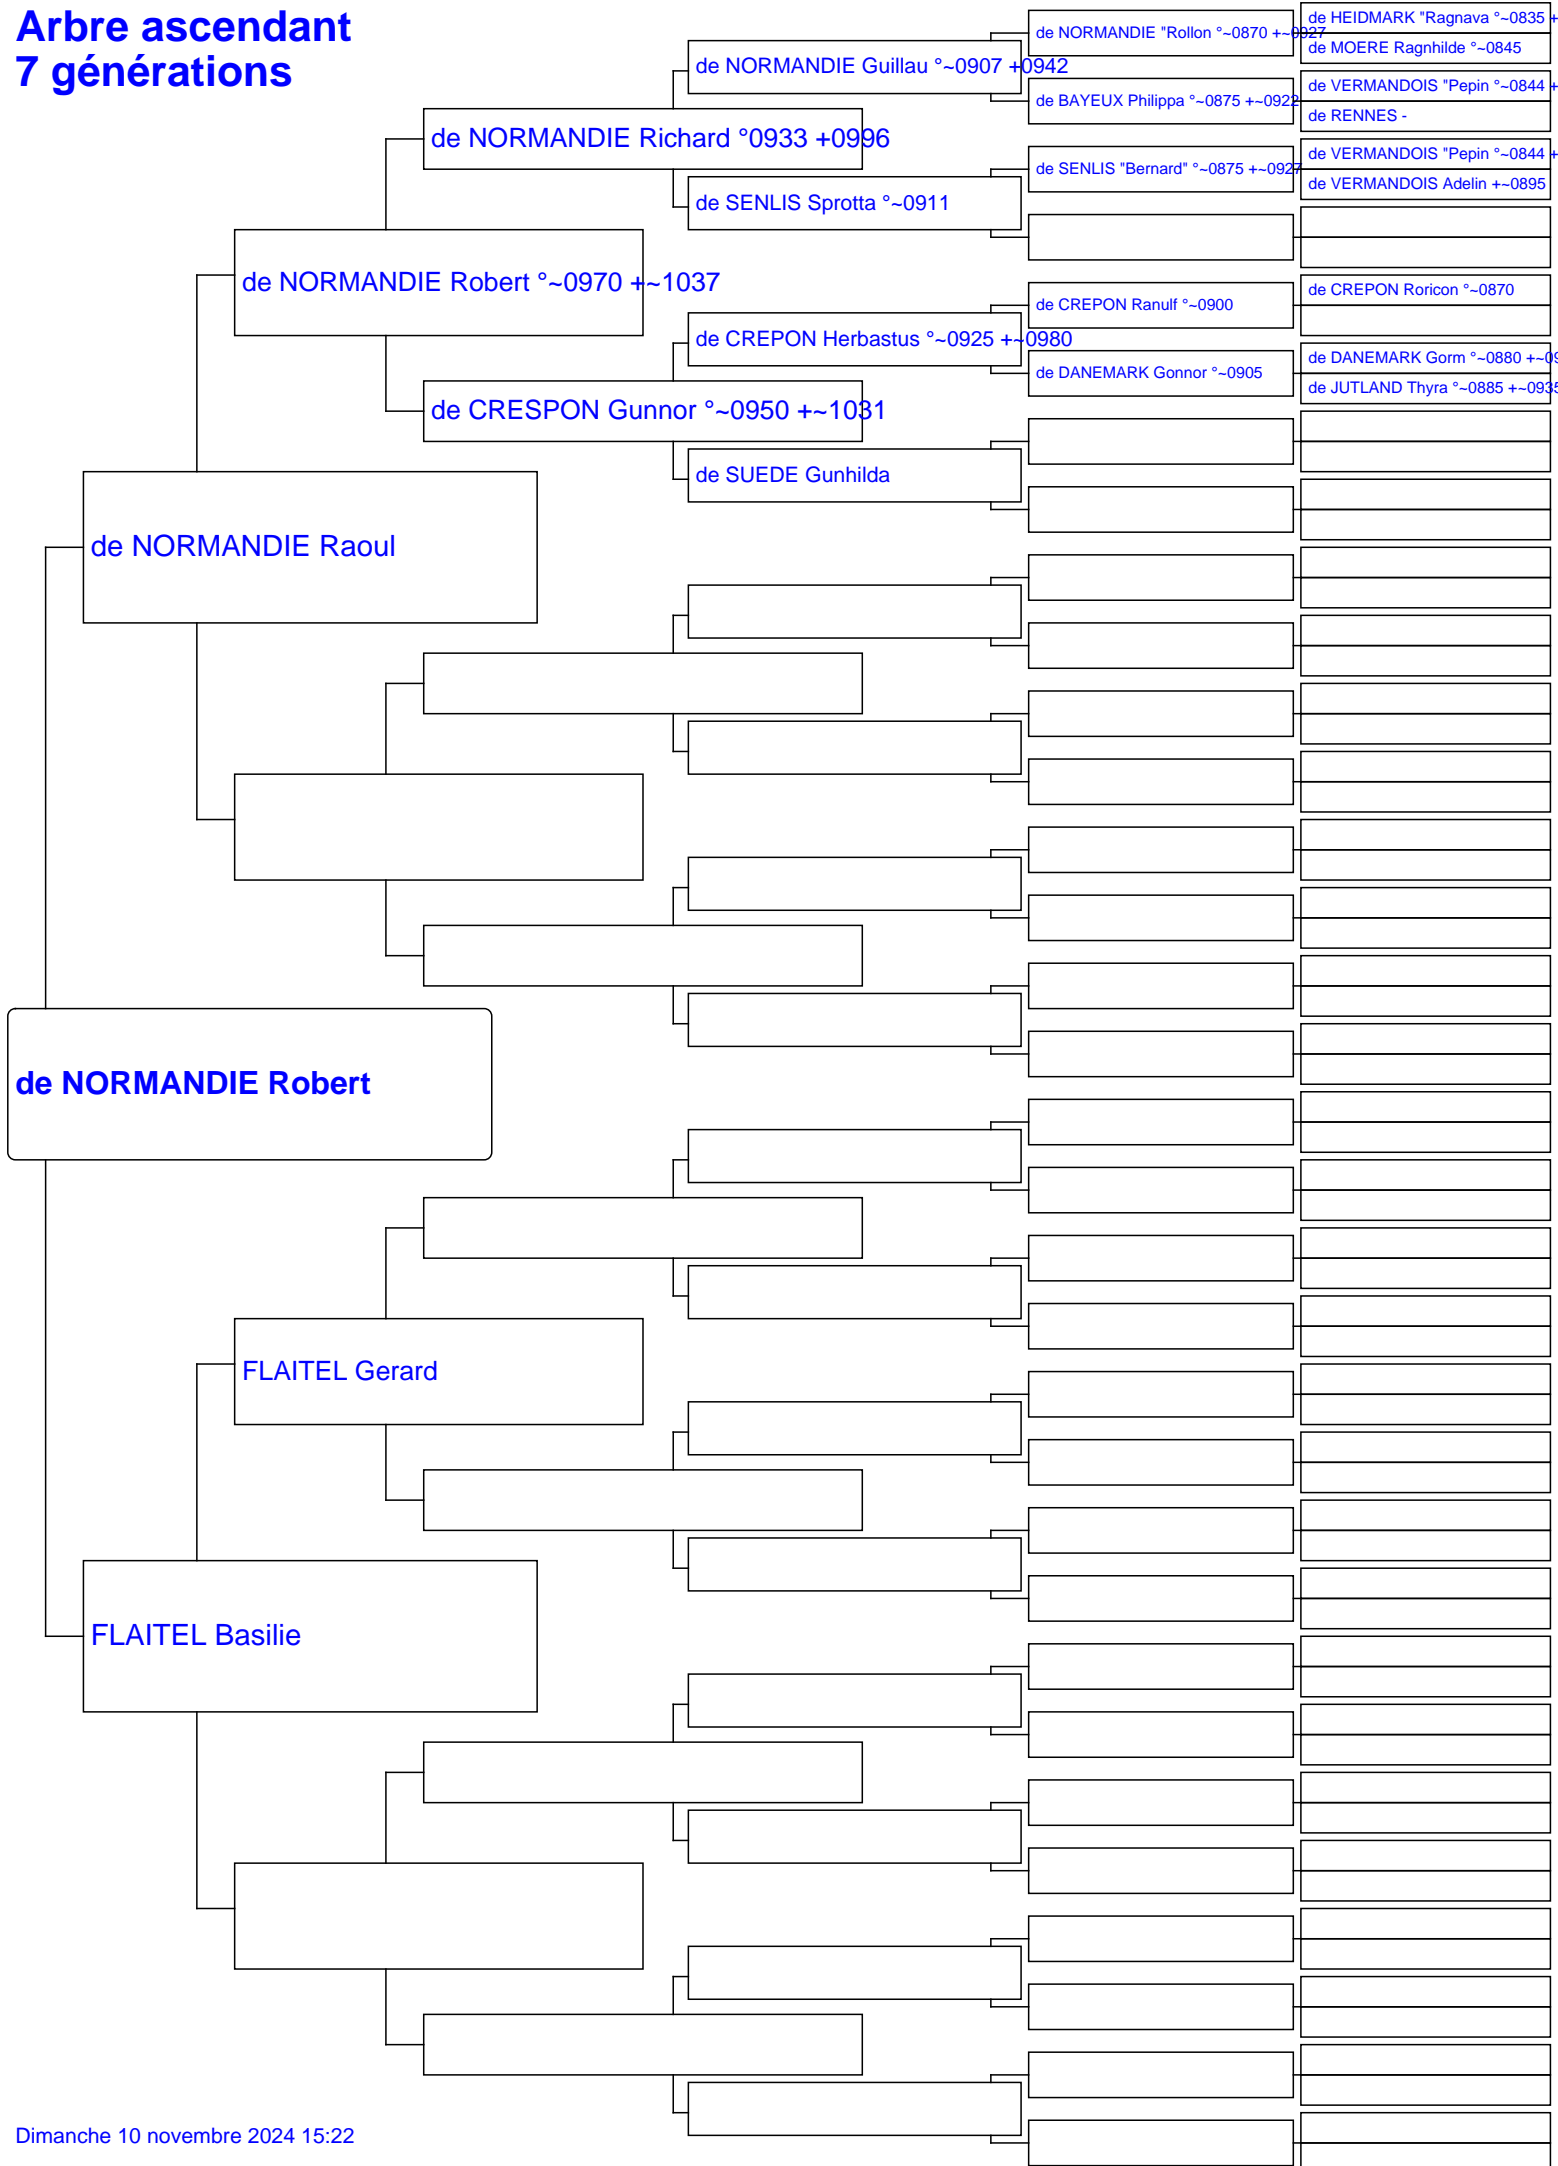 Arbre ascendant
7 générations
de HEIDMARK "Ragnava °~0835 +
de NORMANDIE "Rollon °~0870 +~0927
de MOERE Ragnhilde °~0845
de NORMANDIE Guillau °~0907 +0942
de VERMANDOIS "Pepin °~0844 +
de BAYEUX Philippa °~0875 +~0922
de RENNES -
de NORMANDIE Richard °0933 +0996
de VERMANDOIS "Pepin °~0844 +
de SENLIS "Bernard" °~0875 +~0927
de VERMANDOIS Adelin +~0895
de SENLIS Sprotta °~0911
de NORMANDIE Robert °~0970 +~1037
de CREPON Roricon °~0870
de CREPON Ranulf °~0900
de CREPON Herbastus °~0925 +~0980
de DANEMARK Gorm °~0880 +~09
de DANEMARK Gonnor °~0905
de JUTLAND Thyra °~0885 +~0935
de CRESPON Gunnor °~0950 +~1031
de SUEDE Gunhilda
de NORMANDIE Raoul
de NORMANDIE Robert
FLAITEL Gerard
FLAITEL Basilie
Dimanche 10 novembre 2024 15:22